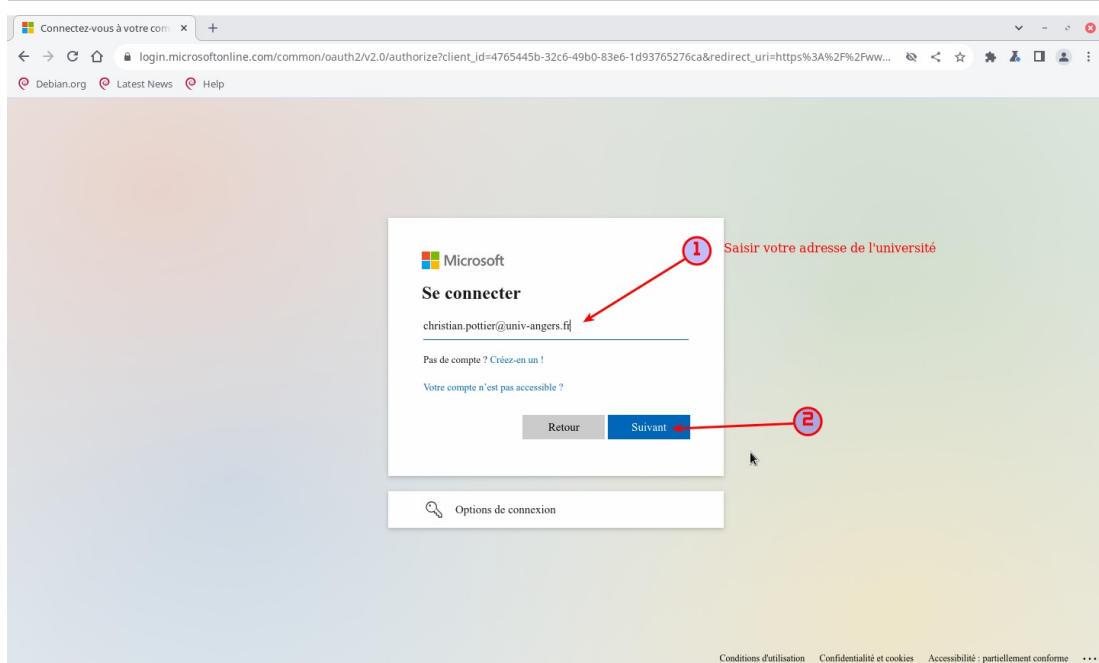 Connectez-vous à votre com
login.microsoftonline.com/common/oauth2/v2.0/authorize?client_id=4765445b-32c6-49b0-83e6-1d93765276ca&redirect_uri=https%3A%2F%2Fww...
Debian.org Latest News Help
1 Saisir votre adresse de l'université
Microsoft
Se connecter
christian.pottier@univ-angers.fr
Pas de compte ? Créez-en un !
Votre compte n'est pas accessible ?
Retour Suivant 2
Options de connexion
Conditions d'utilisation Confidentialité et cookies Accessibilité : partiellement conforme ...